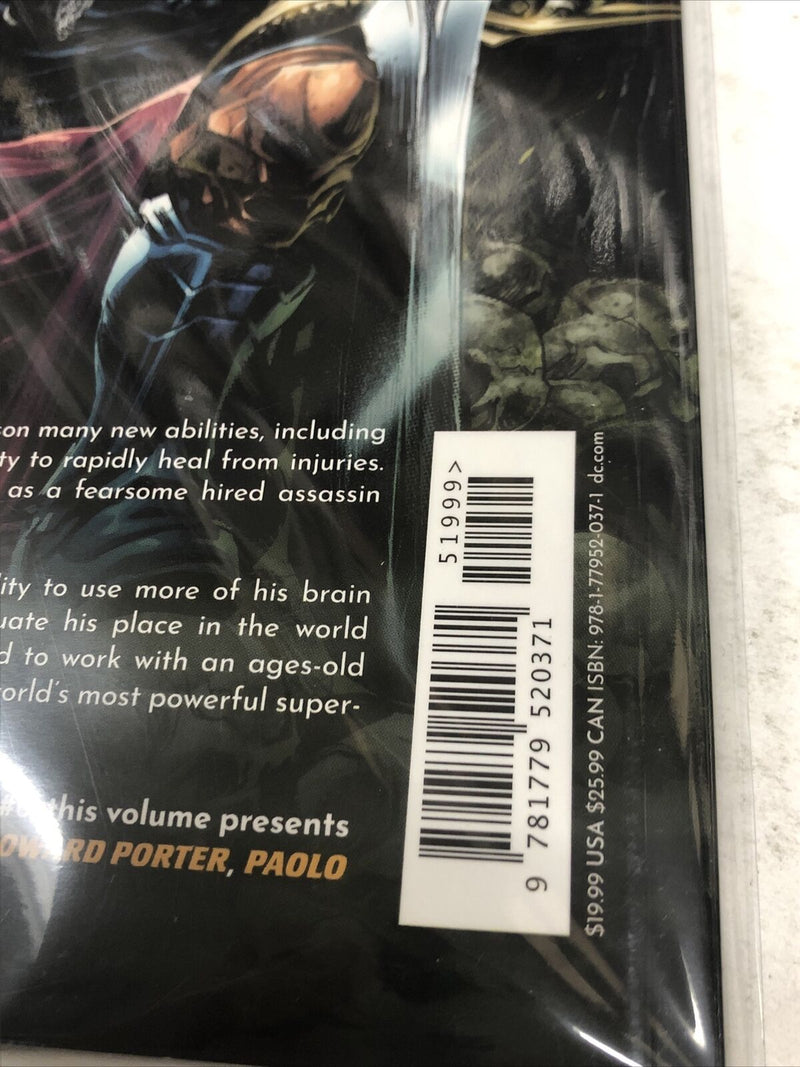 son many new abilities, including
ty to rapidly heal from injuries.
as a fearsome hired assassin
ity to use more of his brain
uate his place in the world
d to work with an ages-old
orld's most powerful super-
this volume presents
OWARD PORTER, PAOLO
51999>
9 781779 520371
$19.99 USA $25.99 CAN ISBN: 978-1-77952-037-1 dc.com